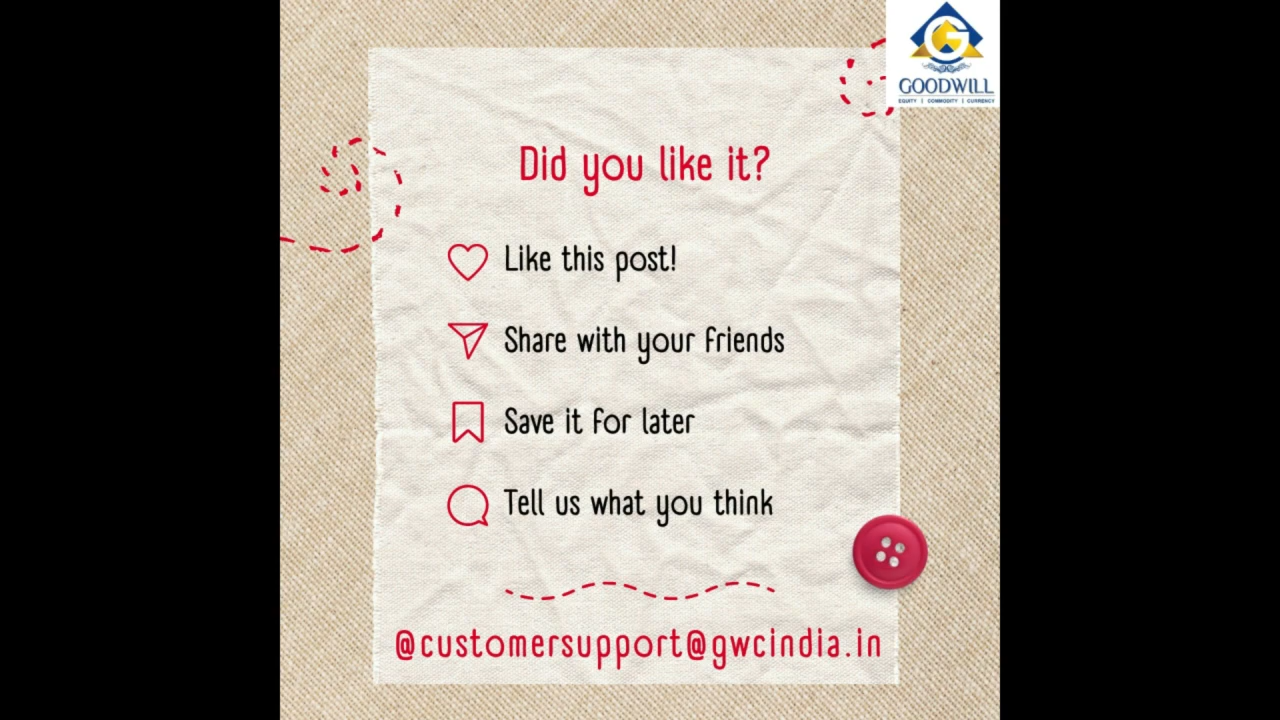 GOODWILL
EQUITY | COMMODITY | CURRENCY
Did you like it?
Like this post!
Share with your friends
Save it for later
Tell us what you think
@customersupport@gwcindia.in